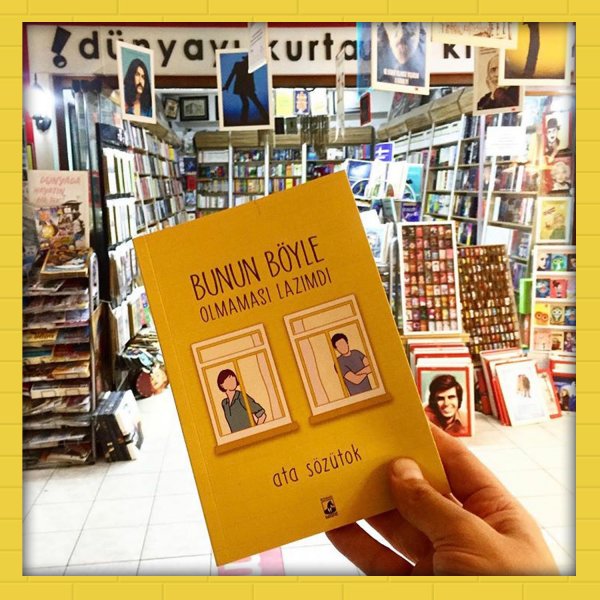 !dünyayı kurta
BUNUN BÖYLE
OLMAMASI LAZIMDI
ata sözütok